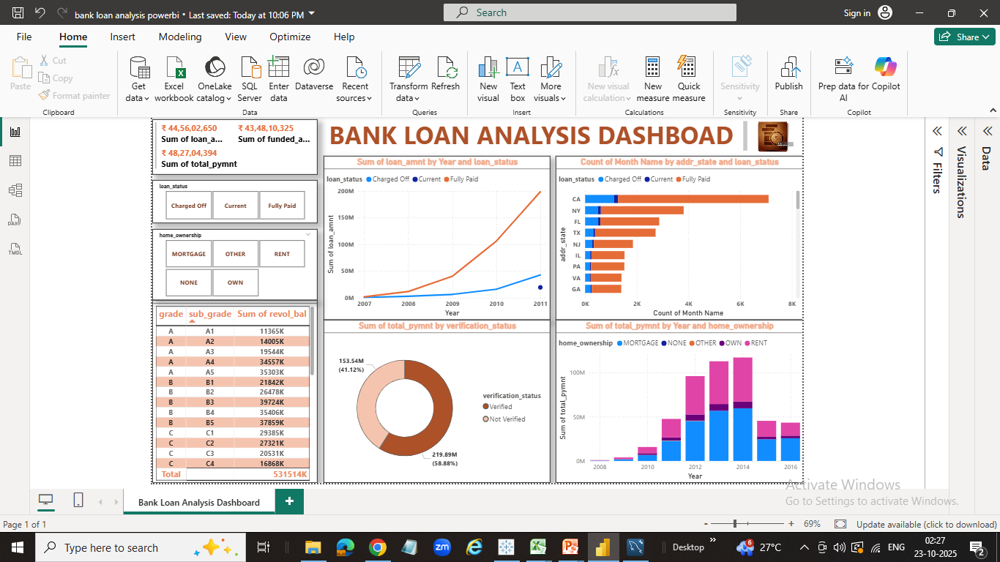 bank loan analysis powerbi • Last saved: Today at 10:06 PM
Search
Sign in
File Home Insert Modeling View Optimize Help
Share
Paste
Cut
Copy
Format painter
Clipboard
Get data
Excel workbook
OneLake catalog
SQL Server
Enter data
Dataverse
Recent sources
Data
Transform data
Refresh
Queries
New visual
Text box
More visuals
Insert
New visual calculation
New measure
Quick measure
Calculations
Sensitivity
Sensitivity
Publish
Share
Prep data for AI
Copilot
Copilot
DAX
TMDL
₹ 44,56,02,650
Sum of loan_a...
₹ 43,48,10,325
Sum of funded_a...
₹ 48,27,04,394
Sum of total_pymnt
BANK LOAN ANALYSIS DASHBOAD
loan_status
Charged Off
Current
Fully Paid
home_ownership
MORTGAGE
OTHER
RENT
NONE
OWN
grade sub_grade Sum of revol_bal
A A1 11365K
A A2 14005K
A A3 19544K
A A4 34557K
A A5 35303K
B B1 21842K
B B2 26478K
B B3 39724K
B B4 35406K
B B5 37859K
C C1 29385K
C C2 27321K
C C3 20531K
C C4 16868K
Total 531514K
Sum of loan_amnt by Year and loan_status
loan_status Charged Off Current Fully Paid
Sum of loan_amnt
200M
150M
100M
50M
0M
2007 2008 2009 2010 2011
Year
Count of Month Name by addr_state and loan_status
loan_status Charged Off Current Fully Paid
addr_state
CA
NY
FL
TX
NJ
IL
PA
VA
GA
0K 2K 4K 6K 8K
Count of Month Name
Sum of total_pymnt by verification_status
153.54M
(41.12%)
219.89M
(58.88%)
verification_status
Verified
Not Verified
Sum of total_pymnt by Year and home_ownership
home_ownership MORTGAGE NONE OTHER OWN RENT
Sum of total_pymnt
100M
50M
0M
2008 2010 2012 2014 2016
Year
Filters
Visualizations
Data
Activate Windows
Go to Settings to activate Windows.
Bank Loan Analysis Dashboard
Page 1 of 1
69%
Update available (click to download)
Type here to search
zm
Desktop
6
27°C
ENG
02:27
23-10-2025
2